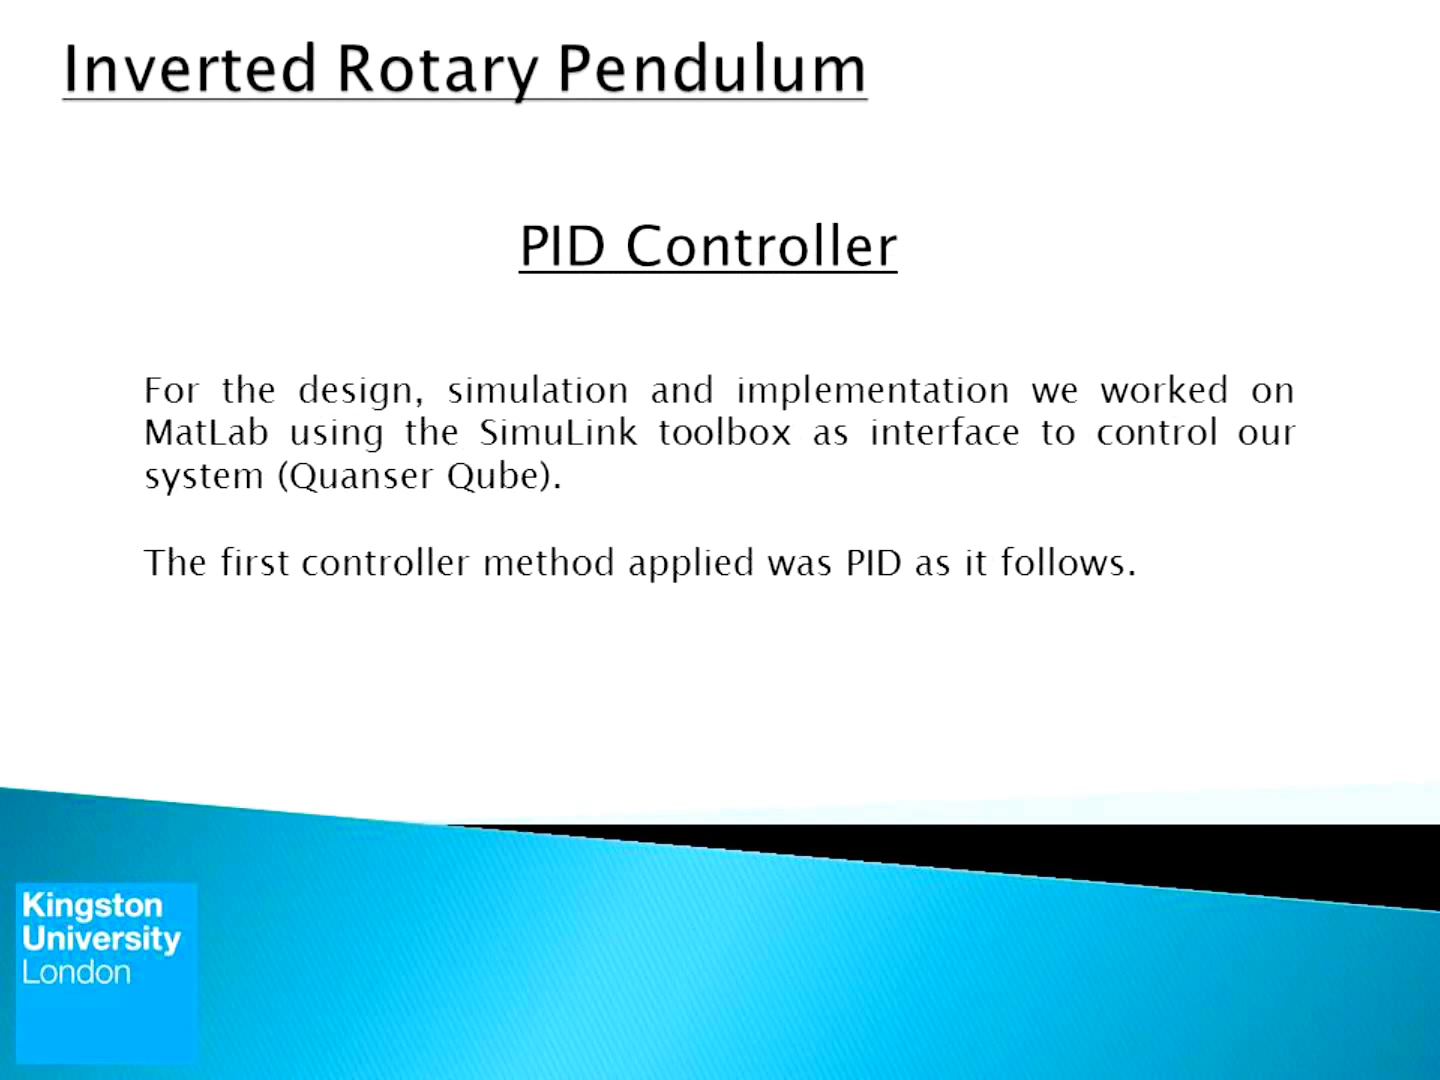 Inverted Rotary Pendulum
PID Controller
For the design, simulation and implementation we worked on
MatLab using the SimuLink toolbox as interface to control our
system (Quanser Qube).
The first controller method applied was PID as it follows.
Kingston
University
London